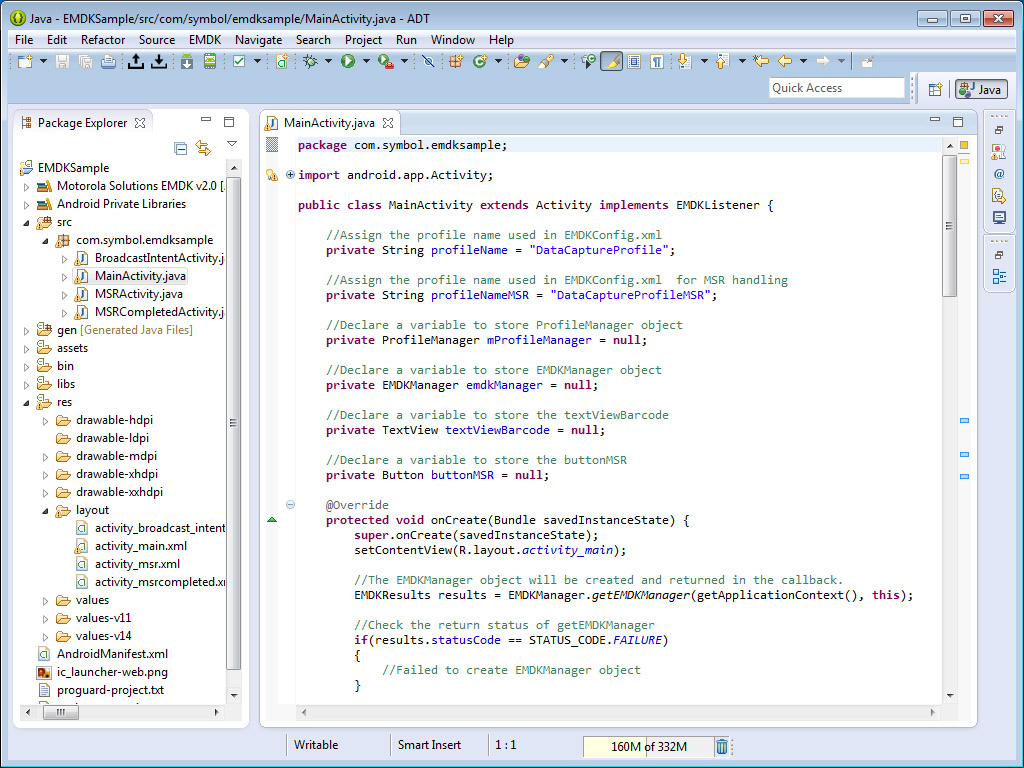 Java - EMDKSample/src/com/symbol/emdksample/MainActivity.java - ADT
File Edit Refactor Source EMDK Navigate Search Project Run Window Help
Quick Access
Java
Package Explorer
EMDKSample
Motorola Solutions EMDK v2.0 [
Android Private Libraries
src
com.symbol.emdksample
BroadcastIntentActivity.j
MainActivity.java
MSRActivity.java
MSRCompletedActivity.j
gen [Generated Java Files]
assets
bin
libs
res
drawable-hdpi
drawable-ldpi
drawable-mdpi
drawable-xhdpi
drawable-xxhdpi
layout
activity_broadcast_intent
activity_main.xml
activity_msr.xml
activity_msrcompleted.x
values
values-v11
values-v14
AndroidManifest.xml
ic_launcher-web.png
proguard-project.txt
MainActivity.java
package com.symbol.emdksample;
import android.app.Activity;
public class MainActivity extends Activity implements EMDKListener {
//Assign the profile name used in EMDKConfig.xml
private String profileName = "DataCaptureProfile";
//Assign the profile name used in EMDKConfig.xml  for MSR handling
private String profileNameMSR = "DataCaptureProfileMSR";
//Declare a variable to store ProfileManager object
private ProfileManager mProfileManager = null;
//Declare a variable to store EMDKManager object
private EMDKManager emdkManager = null;
//Declare a variable to store the textViewBarcode
private TextView textViewBarcode = null;
//Declare a variable to store the buttonMSR
private Button buttonMSR = null;
@Override
protected void onCreate(Bundle savedInstanceState) {
super.onCreate(savedInstanceState);
setContentView(R.layout.activity_main);
//The EMDKManager object will be created and returned in the callback.
EMDKResults results = EMDKManager.getEMDKManager(getApplicationContext(), this);
//Check the return status of getEMDKManager
if(results.statusCode == STATUS_CODE.FAILURE)
{
//Failed to create EMDKManager object
}
Writable
Smart Insert
1 : 1
160M of 332M